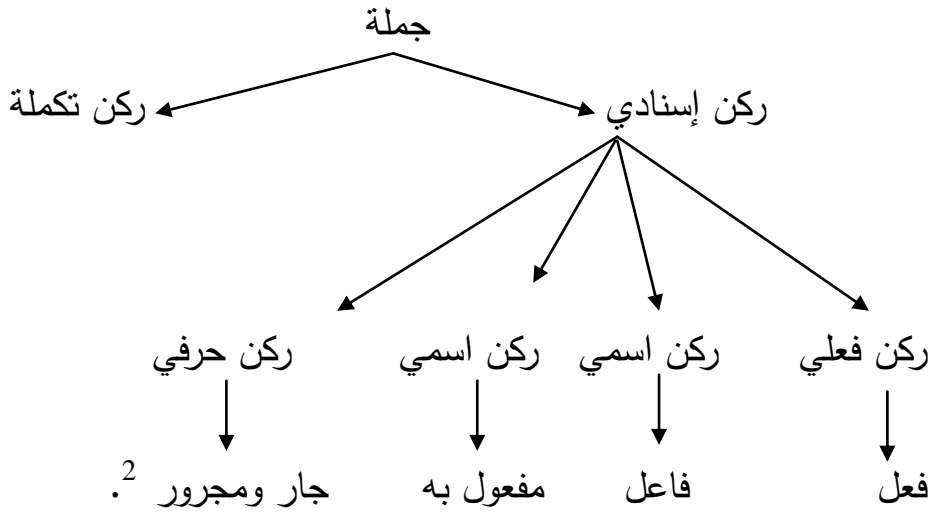 جملة
ركن إسنادي ركن تكملة
ركن فعلي ركن اسمي ركن اسمي ركن حرفي
فعل فاعل مفعول به جار ومجرور 2.